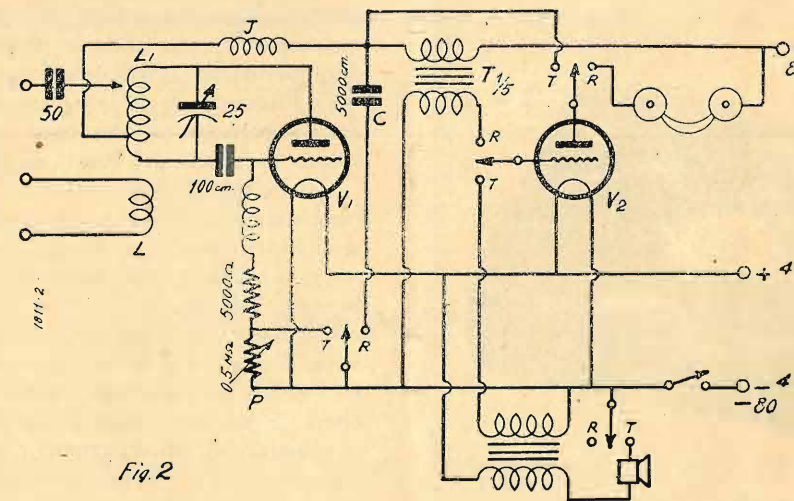 J
L1
50
25
100 cm.
L
V1
5000 cm.
C
T 1/5
R
T
T
R
8
V2
+ 4
1811-2
5000 Ω
0,5 MΩ
T
R
P
- 4
- 80
R
T
Fig. 2